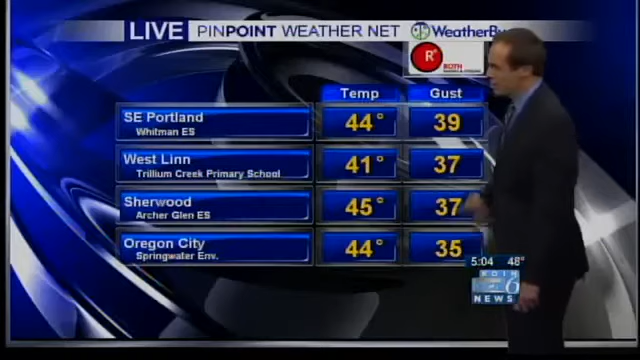 LIVE PINPOINT WEATHER NET WeatherBu
R
ROTH
Temp Gust
SE Portland 44° 39
Whitman ES
West Linn 41° 37
Trillium Creek Primary School
Sherwood 45° 37
Archer Glen ES
Oregon City 44° 35
Springwater Env.
5:04 48°
KOIN
6
NEWS